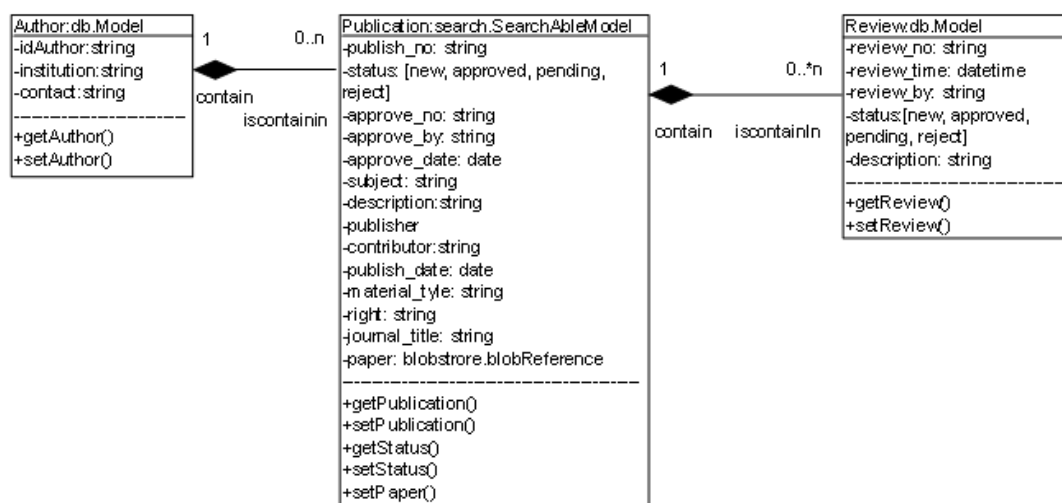 Author:db.Model
-idAuthor:string
-institution:string
-contact:string
+getAuthor()
+setAuthor()
1
0..n
contain
iscontainin
Publication:search.SearchAbleModel
-publish_no: string
-status: [new, approved, pending,
reject]
-approve_no: string
-approve_by: string
-approve_date: date
-subject: string
-description:string
-publisher
-contributor:string
-publish_date: date
-material_tyle: string
-right: string
-journal_title: string
-paper: blobstrore.blobReference
+getPublication()
+setPublication()
+getStatus()
+setStatus()
+setPaper()
1
0..*n
contain
iscontainIn
Review:db.Model
-review_no: string
-review_time: datetime
-review_by: string
-status:[new, approved,
pending, reject]
-description: string
+getReview()
+setReview()